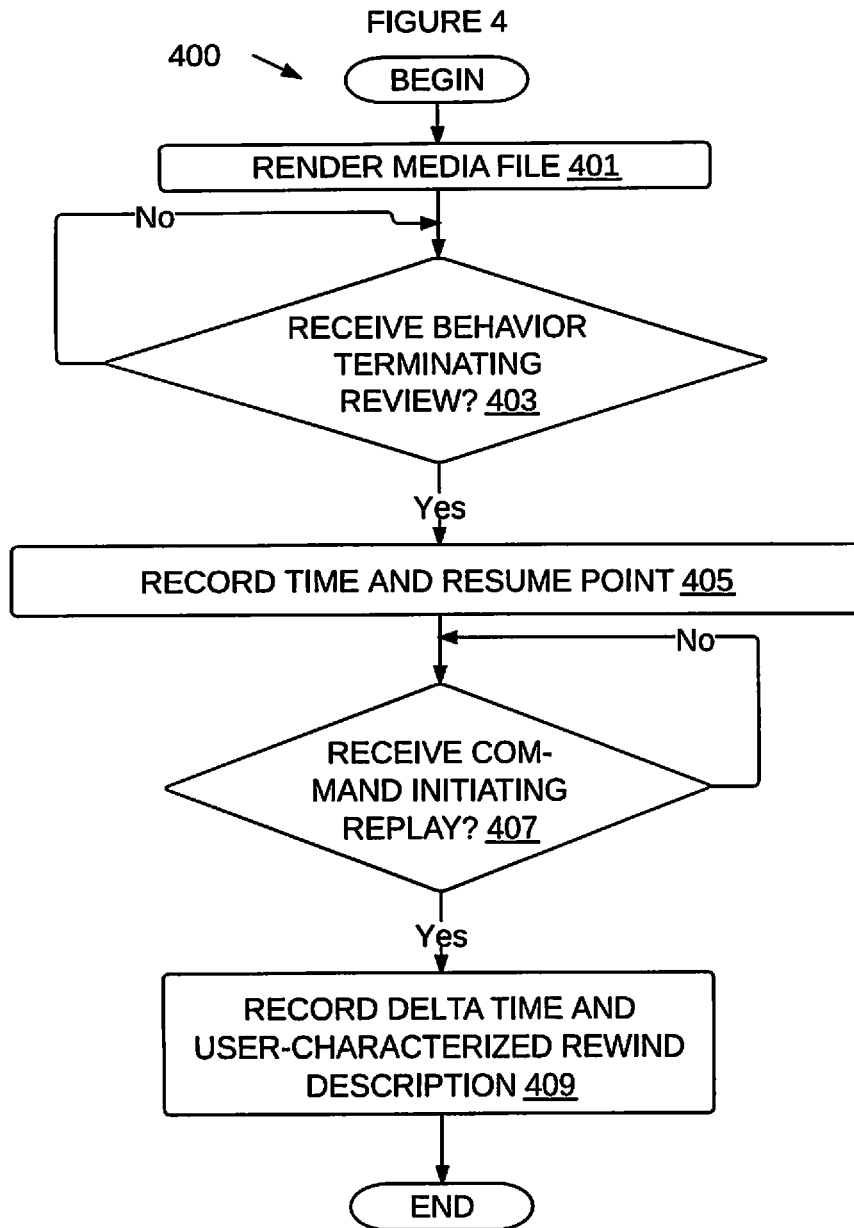 FIGURE 4
400
BEGIN
RENDER MEDIA FILE 401
No
RECEIVE BEHAVIOR
TERMINATING
REVIEW? 403
Yes
RECORD TIME AND RESUME POINT 405
No
RECEIVE COM-
MAND INITIATING
REPLAY? 407
Yes
RECORD DELTA TIME AND
USER-CHARACTERIZED REWIND
DESCRIPTION 409
END